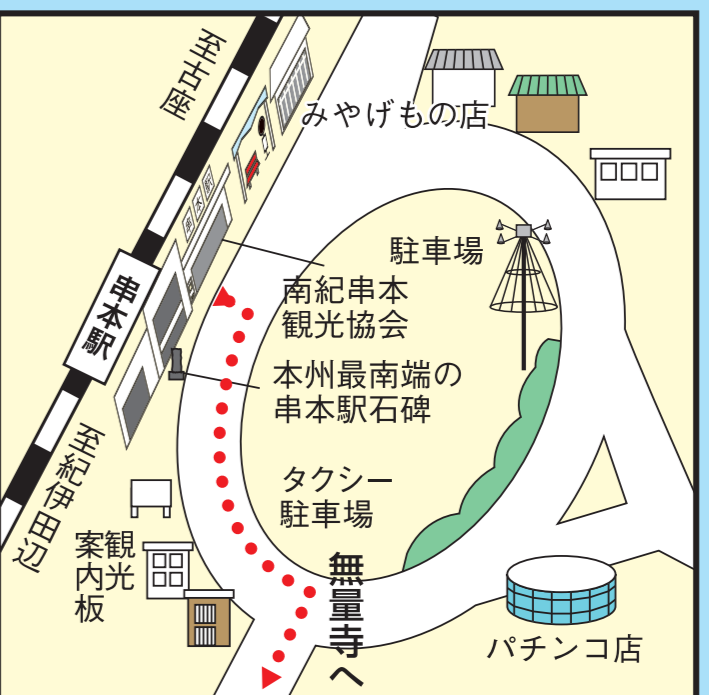 至古座
みやげもの店
駐車場
串本駅
串本駅
南紀串本
観光協会
本州最南端の
串本駅石碑
至紀伊田辺
タクシー
駐車場
観光
案内板
無量寺へ
パチンコ店